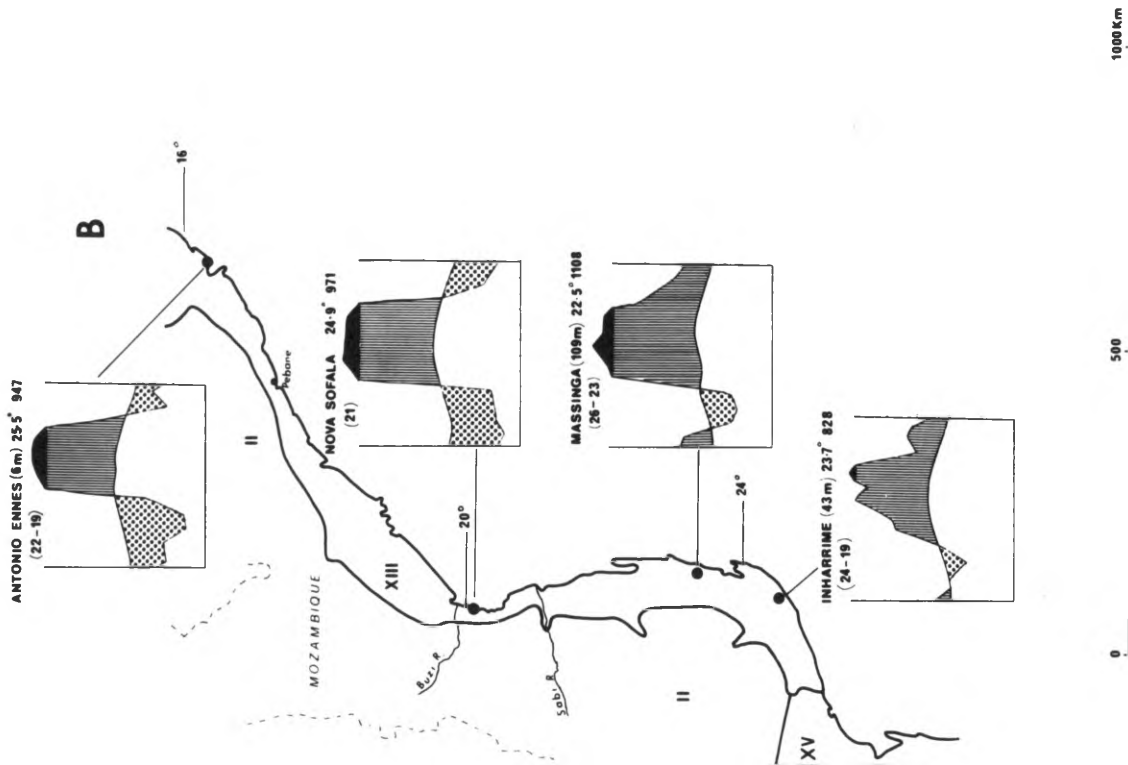 B
16°
ANTONIO ENNES (6m) 25·5° 947
(22-19)
Pebane
II
NOVA SOFALA 24·9° 971
(21)
MOZAMBIQUE
XIII
20°
Buzi R.
MASSINGA (109m) 22·5° 1108
(26-23)
Sabi R.
24°
II
INHARRIME (43m) 23·7° 828
(24-19)
XV
0
500
1000 Km